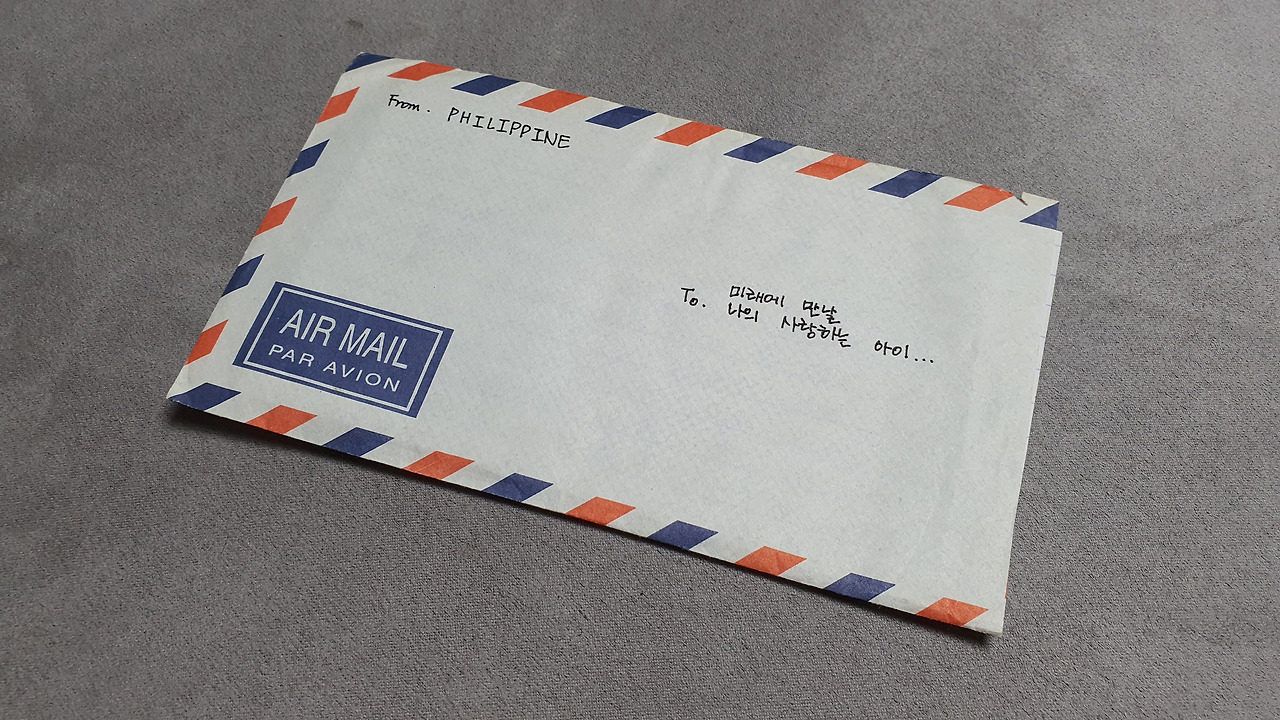 From. PHILIPPINE
To. 미래에 만날
나의 사랑하는 아이...
AIR MAIL
PAR AVION